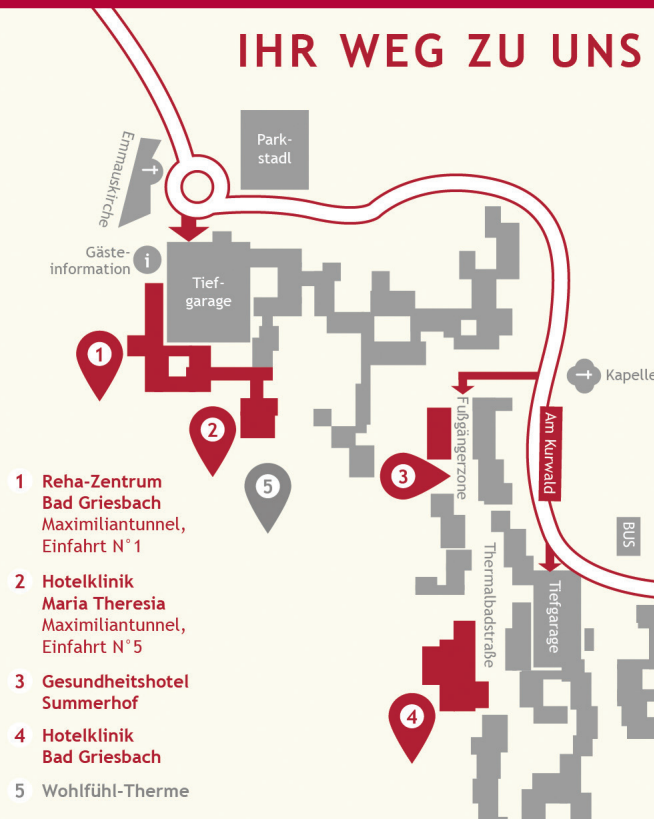 IHR WEG ZU UNS
Park-
stadl
Emmauskirche
Gäste-
information
i
Tief-
garage
1
2
5
3
4
Kapelle
Fußgängerzone
Am Kurwald
BUS
Thermalbadstraße
Tiefgarage
1 Reha-Zentrum
Bad Griesbach
Maximiliantunnel,
Einfahrt N°1
2 Hotelklinik
Maria Theresia
Maximiliantunnel,
Einfahrt N°5
3 Gesundheitshotel
Summerhof
4 Hotelklinik
Bad Griesbach
5 Wohlfühl-Therme